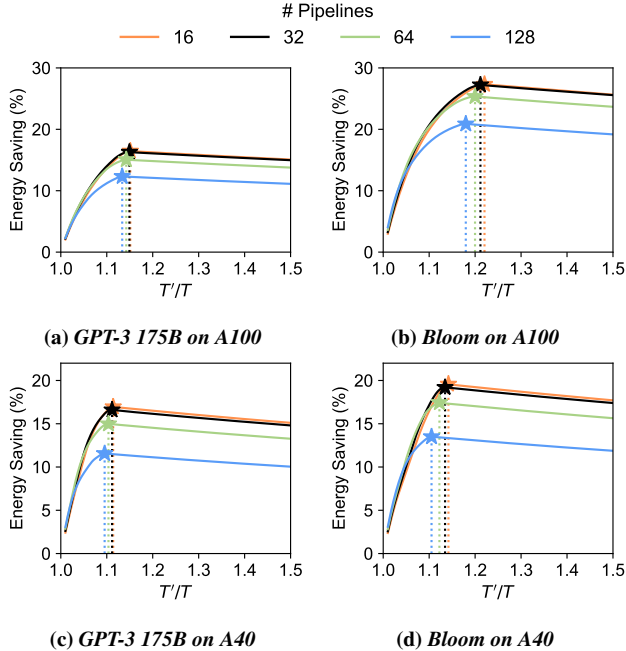 # Pipelines
16 32 64 128
Energy Saving (%)
30
20
10
0
1.0 1.1 1.2 1.3 1.4 1.5
T′/T
(a) GPT-3 175B on A100
Energy Saving (%)
30
20
10
0
1.0 1.1 1.2 1.3 1.4 1.5
T′/T
(b) Bloom on A100
Energy Saving (%)
20
15
10
5
0
1.0 1.1 1.2 1.3 1.4 1.5
T′/T
(c) GPT-3 175B on A40
Energy Saving (%)
20
15
10
5
0
1.0 1.1 1.2 1.3 1.4 1.5
T′/T
(d) Bloom on A40